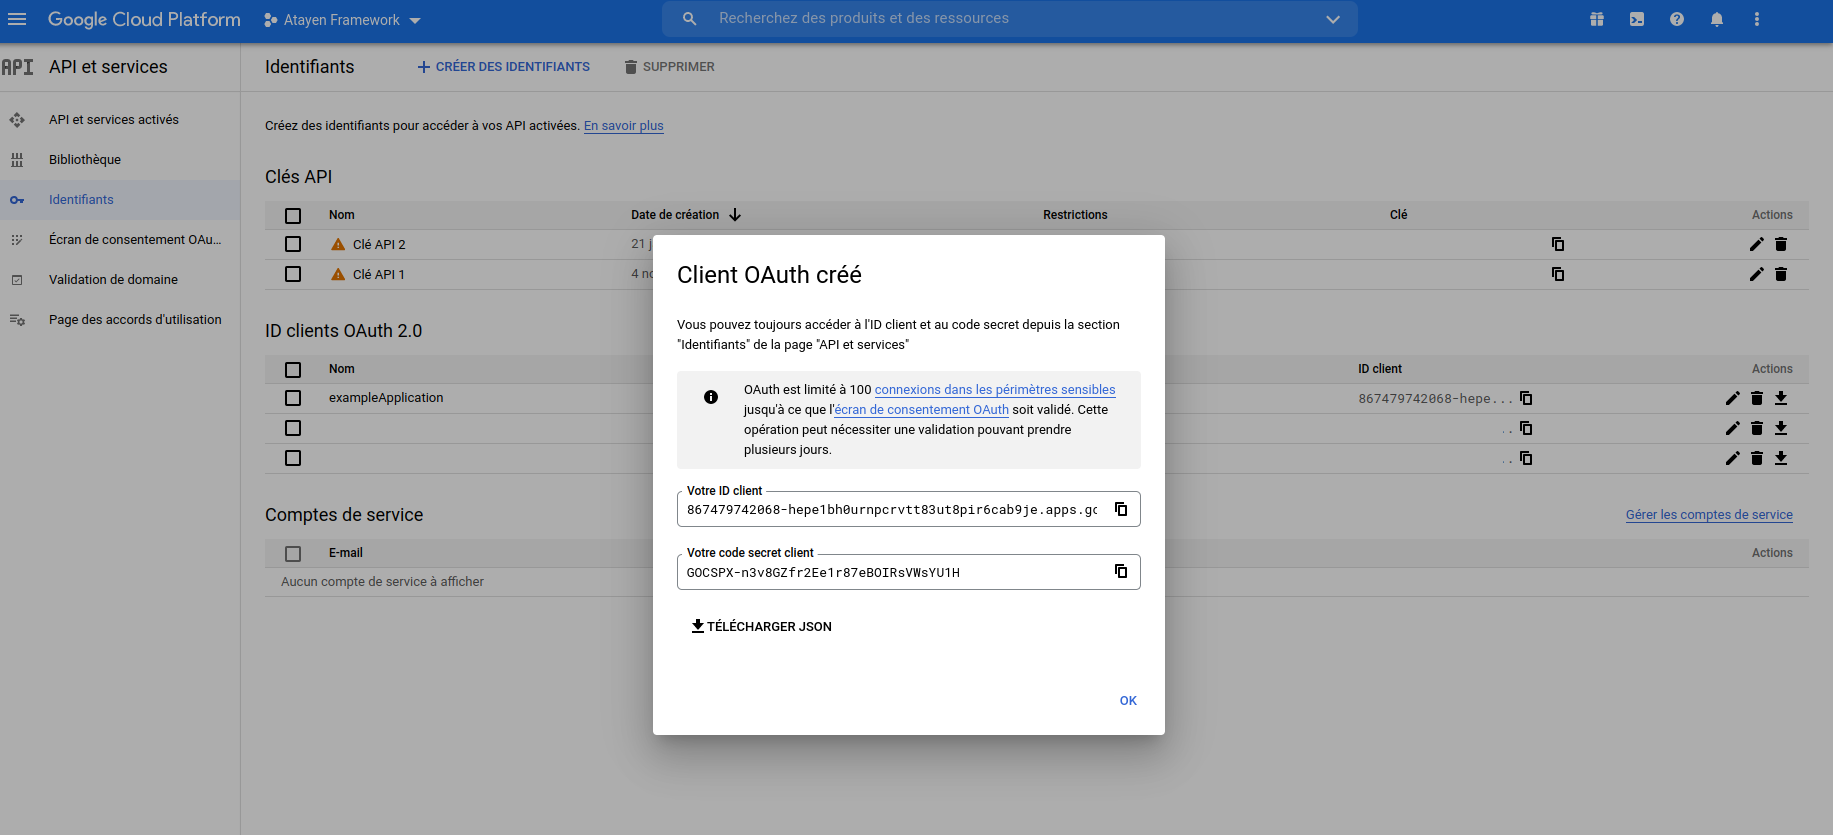 Google Cloud Platform
Atayen Framework
Recherchez des produits et des ressources
API
API et services
Identifiants
CRÉER DES IDENTIFIANTS
SUPPRIMER
API et services activés
Bibliothèque
Identifiants
Écran de consentement OAu...
Validation de domaine
Page des accords d'utilisation
Créez des identifiants pour accéder à vos API activées. En savoir plus
Clés API
Nom
Date de création
Restrictions
Clé
Actions
Clé API 2
21 j
Clé API 1
4 no
ID clients OAuth 2.0
Nom
ID client
Actions
exampleApplication
867479742068-hepe...
..
..
Comptes de service
Gérer les comptes de service
E-mail
Actions
Aucun compte de service à afficher
Client OAuth créé
Vous pouvez toujours accéder à l'ID client et au code secret depuis la section
"Identifiants" de la page "API et services"
OAuth est limité à 100 connexions dans les périmètres sensibles
jusqu'à ce que l'écran de consentement OAuth soit validé. Cette
opération peut nécessiter une validation pouvant prendre
plusieurs jours.
Votre ID client
867479742068-hepe1bh0urnpcrvtt83ut8pir6cab9je.apps.gc
Votre code secret client
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
TÉLÉCHARGER JSON
OK